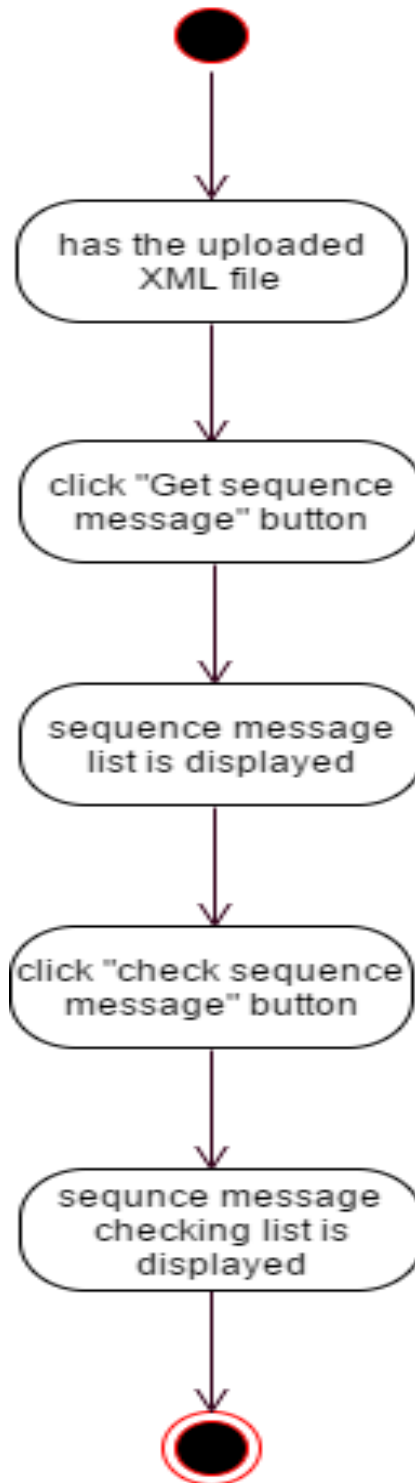 has the uploaded
XML file
click "Get sequence
message" button
sequence message
list is displayed
click "check sequence
message" button
sequnce message
checking list is
displayed